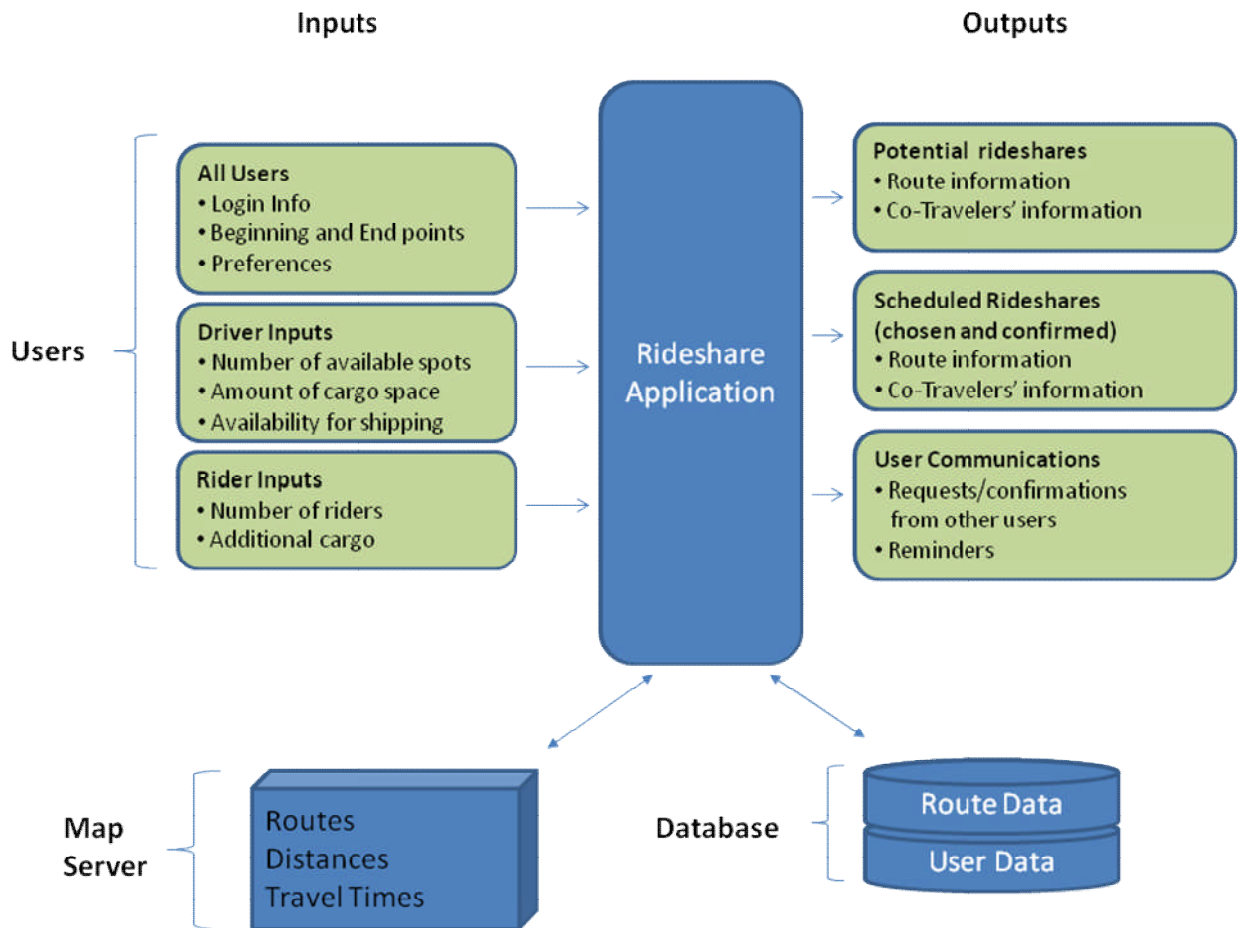 Inputs
Outputs
Users
All Users
• Login Info
• Beginning and End points
• Preferences
Driver Inputs
• Number of available spots
• Amount of cargo space
• Availability for shipping
Rider Inputs
• Number of riders
• Additional cargo
Rideshare
Application
Potential rideshares
• Route information
• Co-Travelers’ information
Scheduled Rideshares
(chosen and confirmed)
• Route information
• Co-Travelers’ information
User Communications
• Requests/confirmations
from other users
• Reminders
Map
Server
Routes
Distances
Travel Times
Database
Route Data
User Data